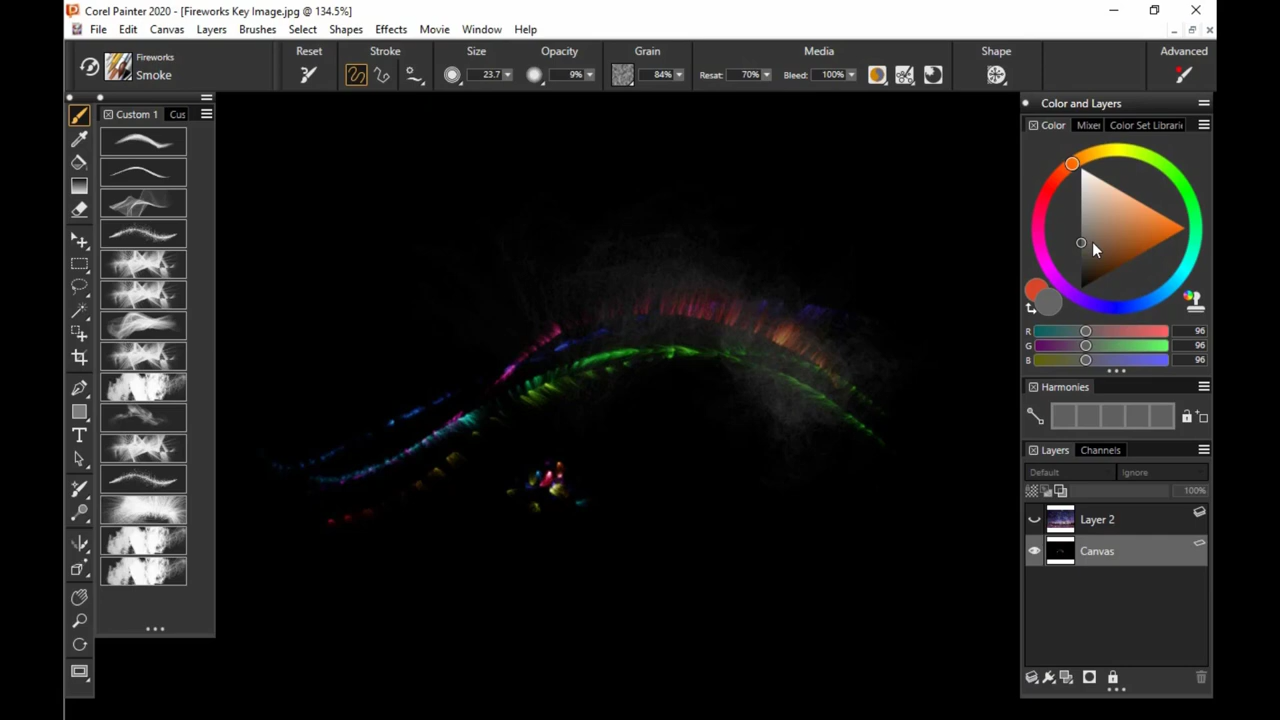 Corel Painter 2020 - [Fireworks Key Image.jpg @ 134.5%]
File Edit Canvas Layers Brushes Select Shapes Effects Movie Window Help
Fireworks
Smoke
Reset Stroke Size Opacity Grain Media Shape Advanced
23.7 9% 84% Resat: 70% Bleed: 100%
Custom 1 Cus
Color and Layers
Color Mixer Color Set Librari
R 96
G 96
B 96
Harmonies
Layers Channels
Default Ignore
100%
Layer 2
Canvas
T